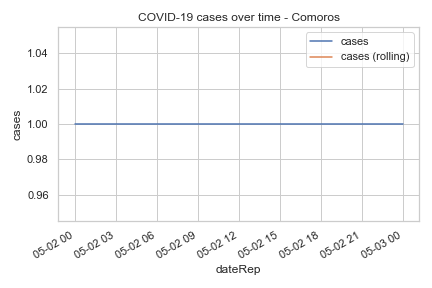 COVID-19 cases over time - Comoros
cases
cases (rolling)
1.04
1.02
1.00
0.98
0.96
cases
05-02 00
05-02 03
05-02 06
05-02 09
05-02 12
05-02 15
05-02 18
05-02 21
05-03 00
dateRep